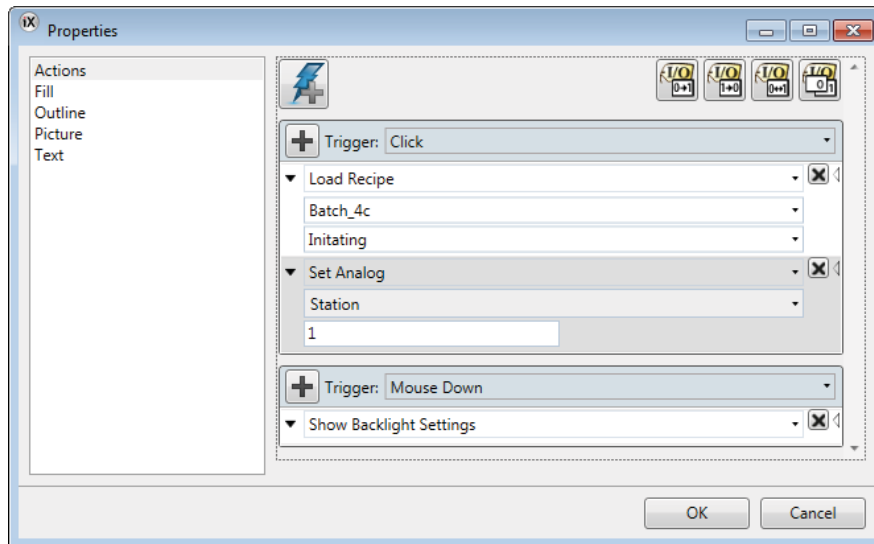 iX
Properties
Actions
Fill
Outline
Picture
Text
I/O 0→1
I/O 1→0
I/O 0↔1
I/O 0 1
Trigger: Click
Load Recipe
Batch_4c
Initating
Set Analog
Station
1
Trigger: Mouse Down
Show Backlight Settings
OK
Cancel